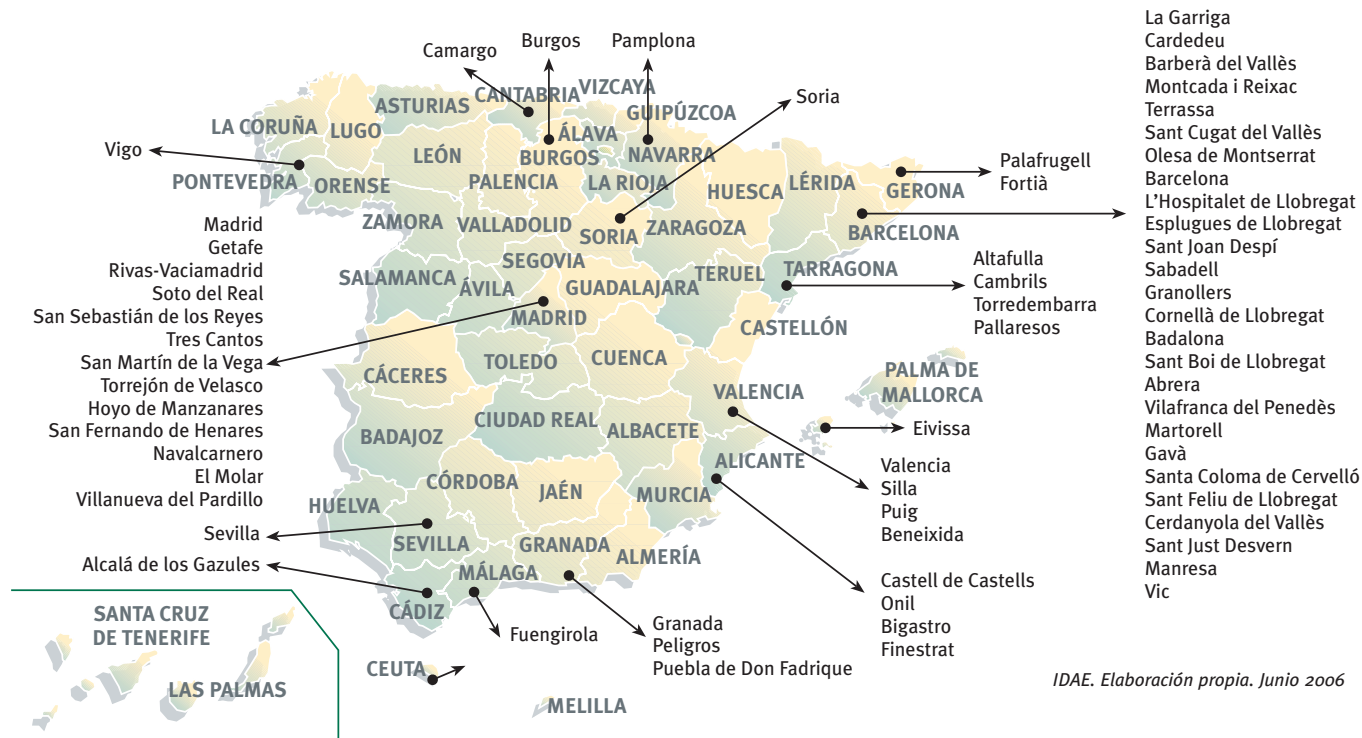 Camargo
Burgos
Pamplona
Soria
Vigo
Madrid
Getafe
Rivas-Vaciamadrid
Soto del Real
San Sebastián de los Reyes
Tres Cantos
San Martín de la Vega
Torrejón de Velasco
Hoyo de Manzanares
San Fernando de Henares
Navalcarnero
El Molar
Villanueva del Pardillo
Sevilla
Alcalá de los Gazules
LA CORUÑA
LUGO
ASTURIAS
CANTABRIA
VIZCAYA
GUIPÚZCOA
ÁLAVA
NAVARRA
PONTEVEDRA
ORENSE
LEÓN
PALENCIA
BURGOS
LA RIOJA
HUESCA
LÉRIDA
GERONA
BARCELONA
ZAMORA
VALLADOLID
SORIA
ZARAGOZA
SEGOVIA
SALAMANCA
ÁVILA
MADRID
GUADALAJARA
TERUEL
TARRAGONA
CASTELLÓN
CÁCERES
TOLEDO
CUENCA
VALENCIA
PALMA DE
MALLORCA
BADAJOZ
CIUDAD REAL
ALBACETE
ALICANTE
HUELVA
CÓRDOBA
JAÉN
MURCIA
SEVILLA
GRANADA
ALMERÍA
MÁLAGA
CÁDIZ
CEUTA
MELILLA
SANTA CRUZ
DE TENERIFE
LAS PALMAS
Fuengirola
Granada
Peligros
Puebla de Don Fadrique
Castell de Castells
Onil
Bigastro
Finestrat
Valencia
Silla
Puig
Beneixida
Eivissa
Altafulla
Cambrils
Torredembarra
Pallaresos
Palafrugell
Fortià
La Garriga
Cardedeu
Barberà del Vallès
Montcada i Reixac
Terrassa
Sant Cugat del Vallès
Olesa de Montserrat
Barcelona
L'Hospitalet de Llobregat
Esplugues de Llobregat
Sant Joan Despí
Sabadell
Granollers
Cornellà de Llobregat
Badalona
Sant Boi de Llobregat
Abrera
Vilafranca del Penedès
Martorell
Gavà
Santa Coloma de Cervelló
Sant Feliu de Llobregat
Cerdanyola del Vallès
Sant Just Desvern
Manresa
Vic
IDAE. Elaboración propia. Junio 2006